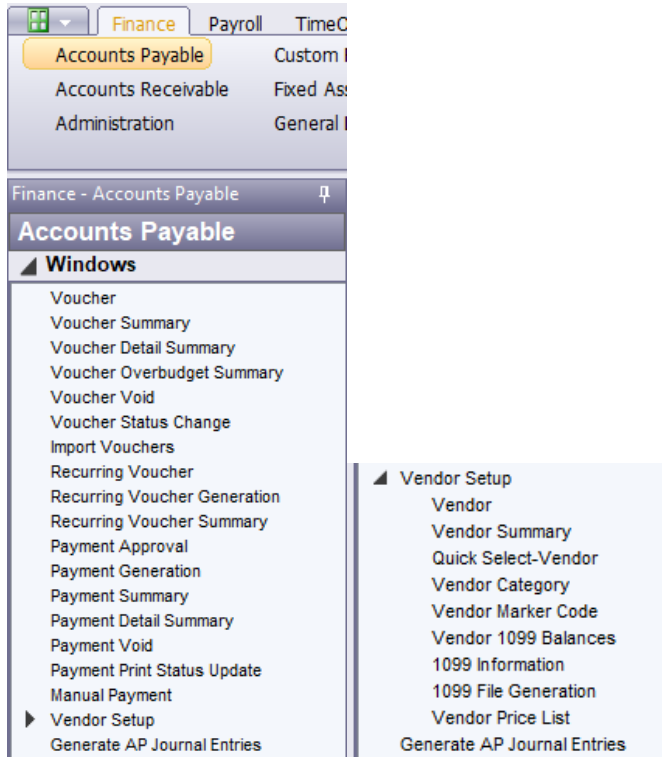 Finance Payroll
Accounts Payable Custom
Accounts Receivable Fixed
Administration General
Finance - Accounts Payable
Accounts Payable
Windows
Voucher
Voucher Summary
Voucher Detail Summary
Voucher Overbudget Summary
Voucher Void
Voucher Status Change
Import Vouchers
Recurring Voucher
Recurring Voucher Generation
Recurring Voucher Summary
Payment Approval
Payment Generation
Payment Summary
Payment Detail Summary
Payment Void
Payment Print Status Update
Manual Payment
Vendor Setup
Generate AP Journal Entries
Vendor Setup
Vendor
Vendor Summary
Quick Select-Vendor
Vendor Category
Vendor Marker Code
Vendor 1099 Balances
1099 Information
1099 File Generation
Vendor Price List
Generate AP Journal Entries